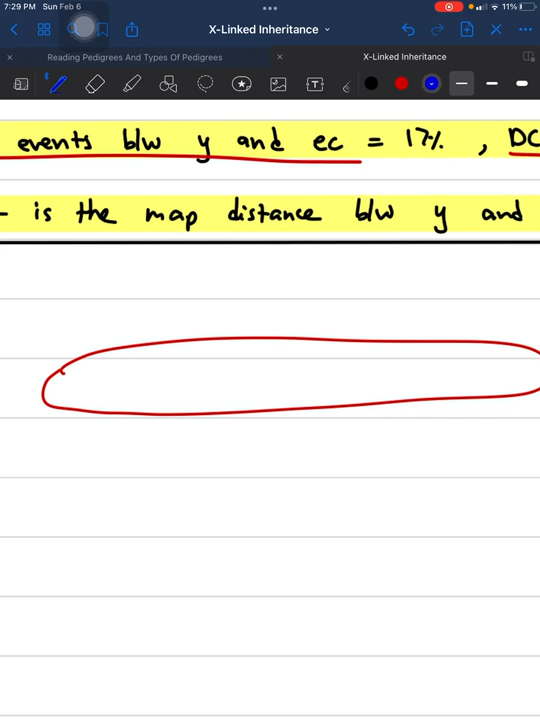 7:29 PM Sun Feb 6
11%
X-Linked Inheritance
Reading Pedigrees And Types Of Pedigrees
X-Linked Inheritance
events b/w y and ec = 17%, DC
is the map distance b/w y and